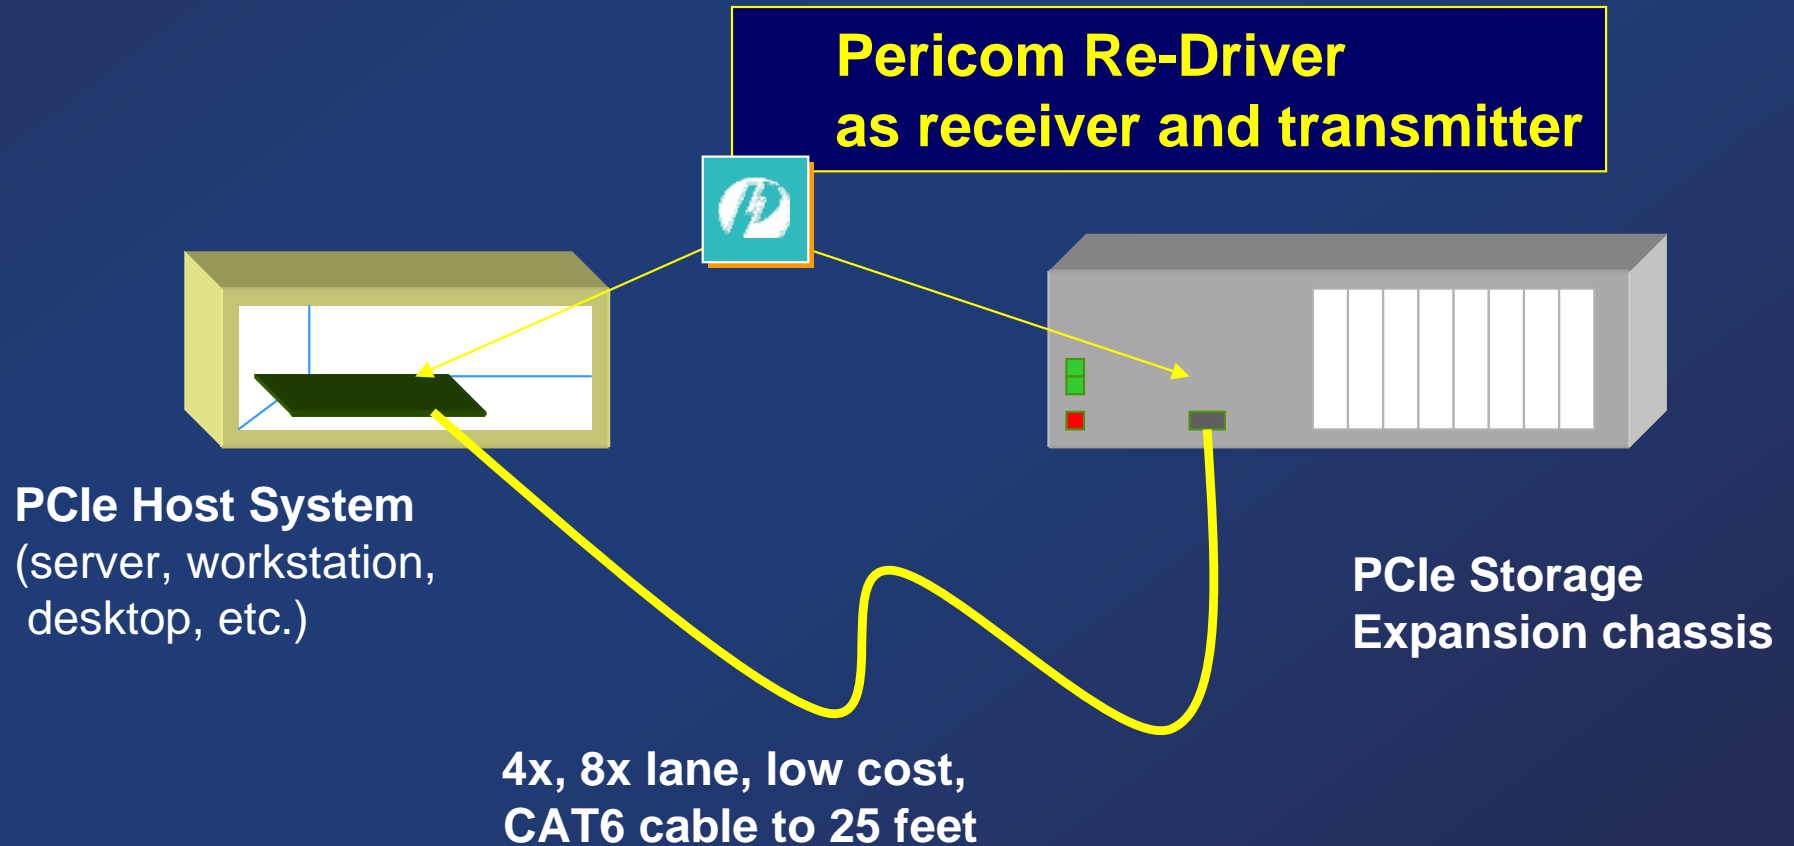 Pericom Re-Driver
as receiver and transmitter
PCIe Host System
(server, workstation,
desktop, etc.)
PCIe Storage
Expansion chassis
4x, 8x lane, low cost,
CAT6 cable to 25 feet